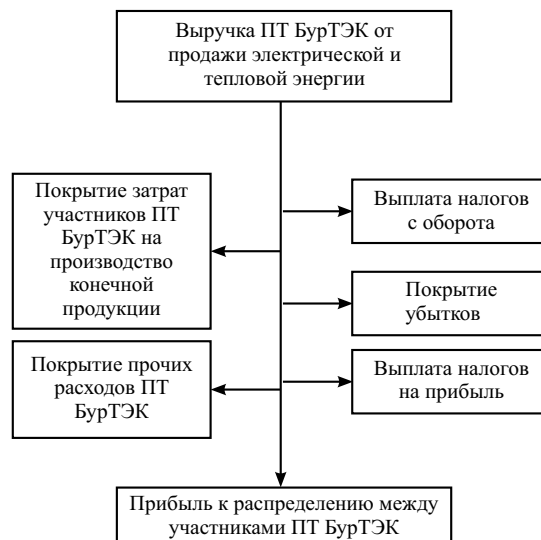 Выручка ПТ БурТЭК от
продажи электрической и
тепловой энергии
Покрытие затрат
участников ПТ
БурТЭК на
производство
конечной
продукции
Выплата налогов
с оборота
Покрытие
убытков
Покрытие прочих
расходов ПТ
БурТЭК
Выплата налогов
на прибыль
Прибыль к распределению между
участниками ПТ БурТЭК